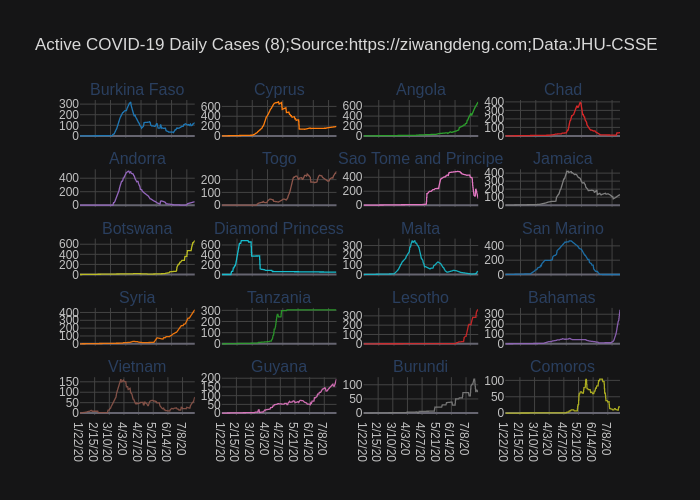 Active COVID-19 Daily Cases (8);Source:https://ziwangdeng.com;Data:JHU-CSSE
Burkina Faso Cyprus Angola Chad
300 200 100 0 600 400 200 0 600 400 200 0 400 300 200 100 0
Andorra Togo Sao Tome and Principe Jamaica
400 200 0 200 0 400 200 0 400 300 200 100 0
Botswana Diamond Princess Malta San Marino
600 400 200 0 600 400 200 0 300 200 100 0 400 200 0
Syria Tanzania Lesotho Bahamas
400 300 200 100 0 300 200 100 0 300 200 100 0 300 200 100 0
Vietnam Guyana Burundi Comoros
150 100 50 0 200 150 100 50 0 100 50 0 100 50 0
1/22/20 2/15/20 3/10/20 4/3/20 4/27/20 5/21/20 6/14/20 7/8/20 1/22/20 2/15/20 3/10/20 4/3/20 4/27/20 5/21/20 6/14/20 7/8/20 1/22/20 2/15/20 3/10/20 4/3/20 4/27/20 5/21/20 6/14/20 7/8/20 1/22/20 2/15/20 3/10/20 4/3/20 4/27/20 5/21/20 6/14/20 7/8/20